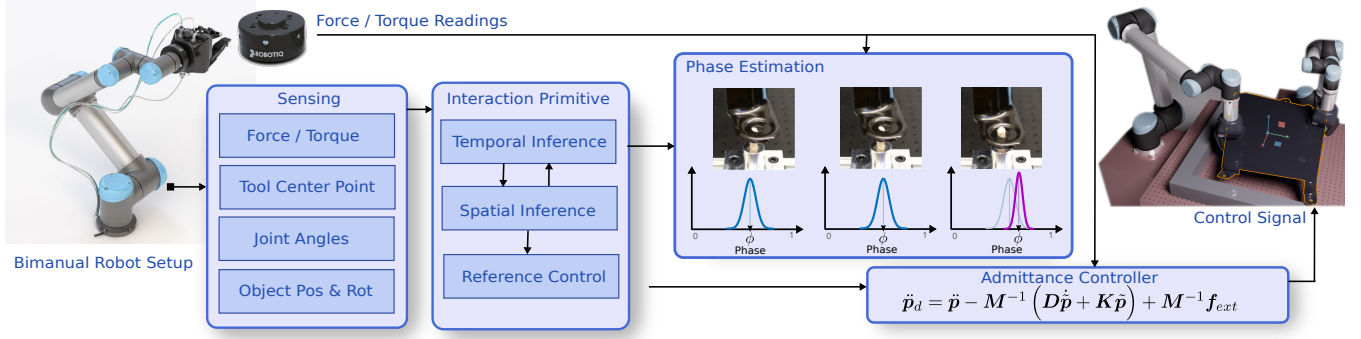 Force / Torque Readings
ROBOTIQ
Bimanual Robot Setup
Sensing
Force / Torque
Tool Center Point
Joint Angles
Object Pos & Rot
Interaction Primitive
Temporal Inference
Spatial Inference
Reference Control
Phase Estimation
0 ϕ 1
Phase
0 ϕ 1
Phase
0 ϕ 1
Phase
Control Signal
Admittance Controller
p̈_d = p̈ − M⁻¹ (D p̃̇ + K p̃) + M⁻¹ f_ext